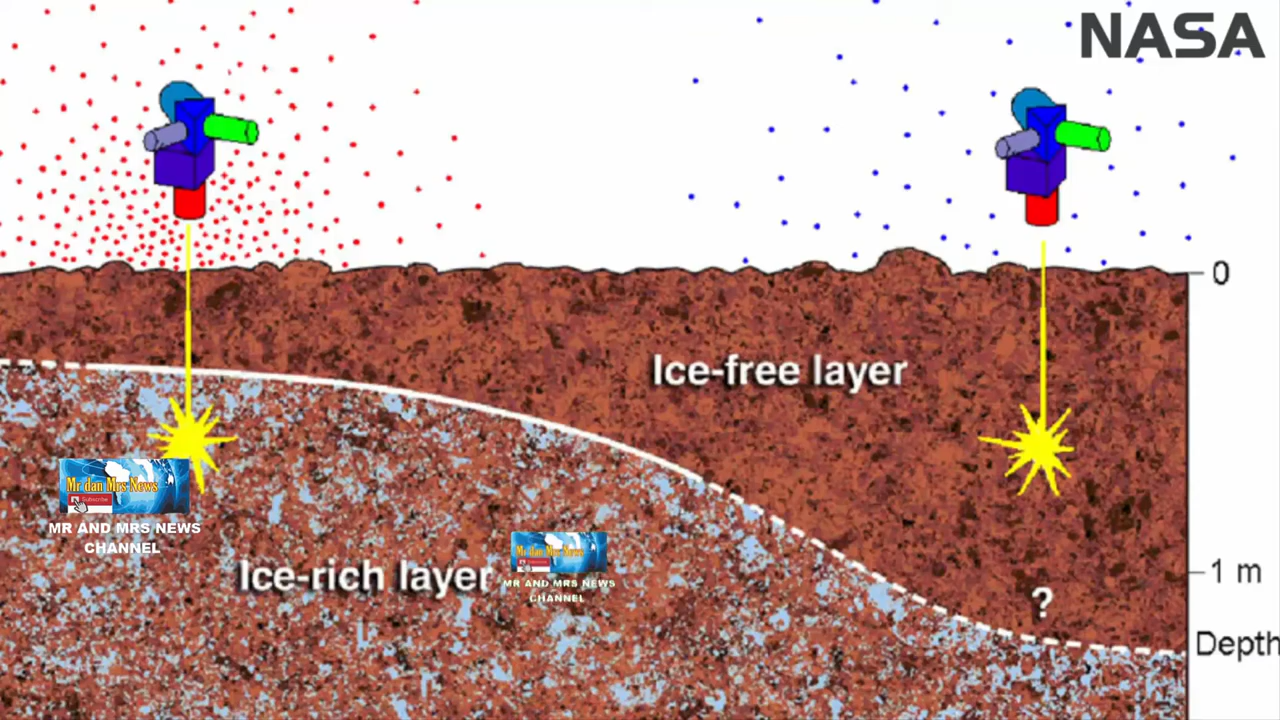 NASA
0
Ice-free layer
Mr dan Mrs News
Subscribe
MR AND MRS NEWS
CHANNEL
Mr dan Mrs News
MR AND MRS NEWS
CHANNEL
Ice-rich layer
1 m
?
Depth